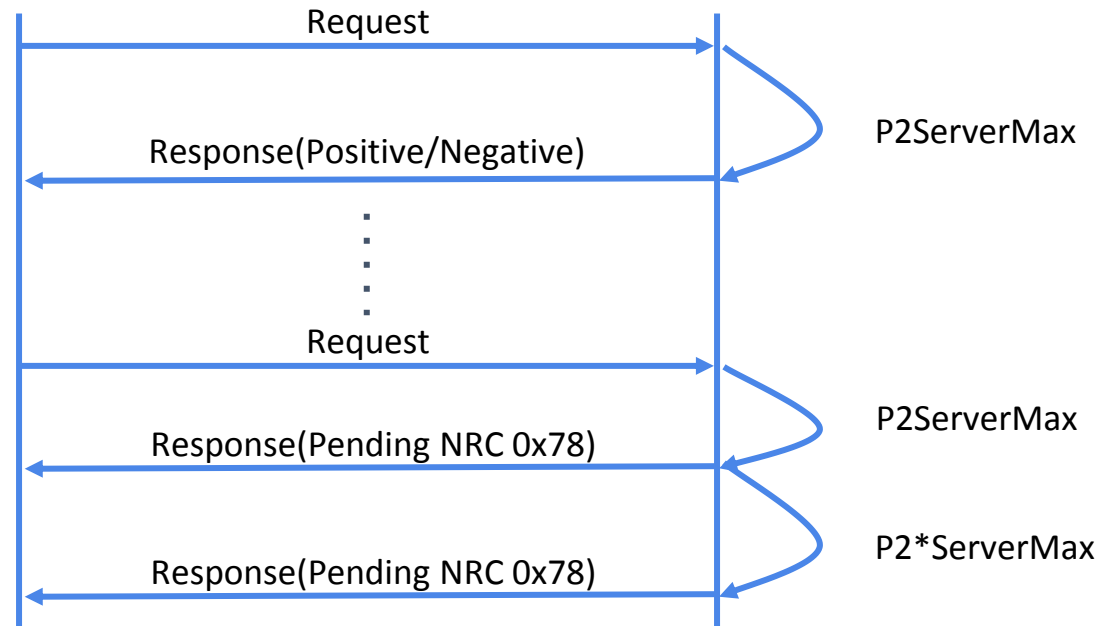 Request
P2ServerMax
Response(Positive/Negative)
Request
P2ServerMax
Response(Pending NRC 0x78)
P2*ServerMax
Response(Pending NRC 0x78)